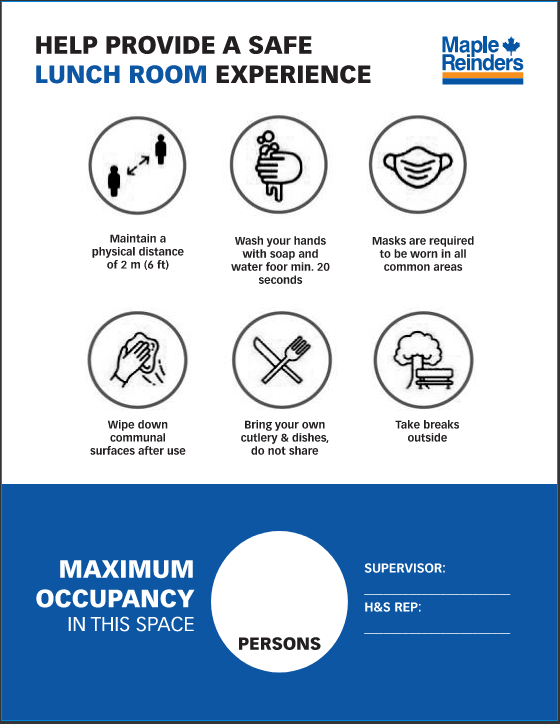 HELP PROVIDE A SAFE
LUNCH ROOM EXPERIENCE
Maple
Reinders
Maintain a
physical distance
of 2 m (6 ft)
Wash your hands
with soap and
water foor min. 20
seconds
Masks are required
to be worn in all
common areas
Wipe down
communal
surfaces after use
Bring your own
cutlery & dishes,
do not share
Take breaks
outside
MAXIMUM
OCCUPANCY
IN THIS SPACE
PERSONS
SUPERVISOR:
H&S REP: